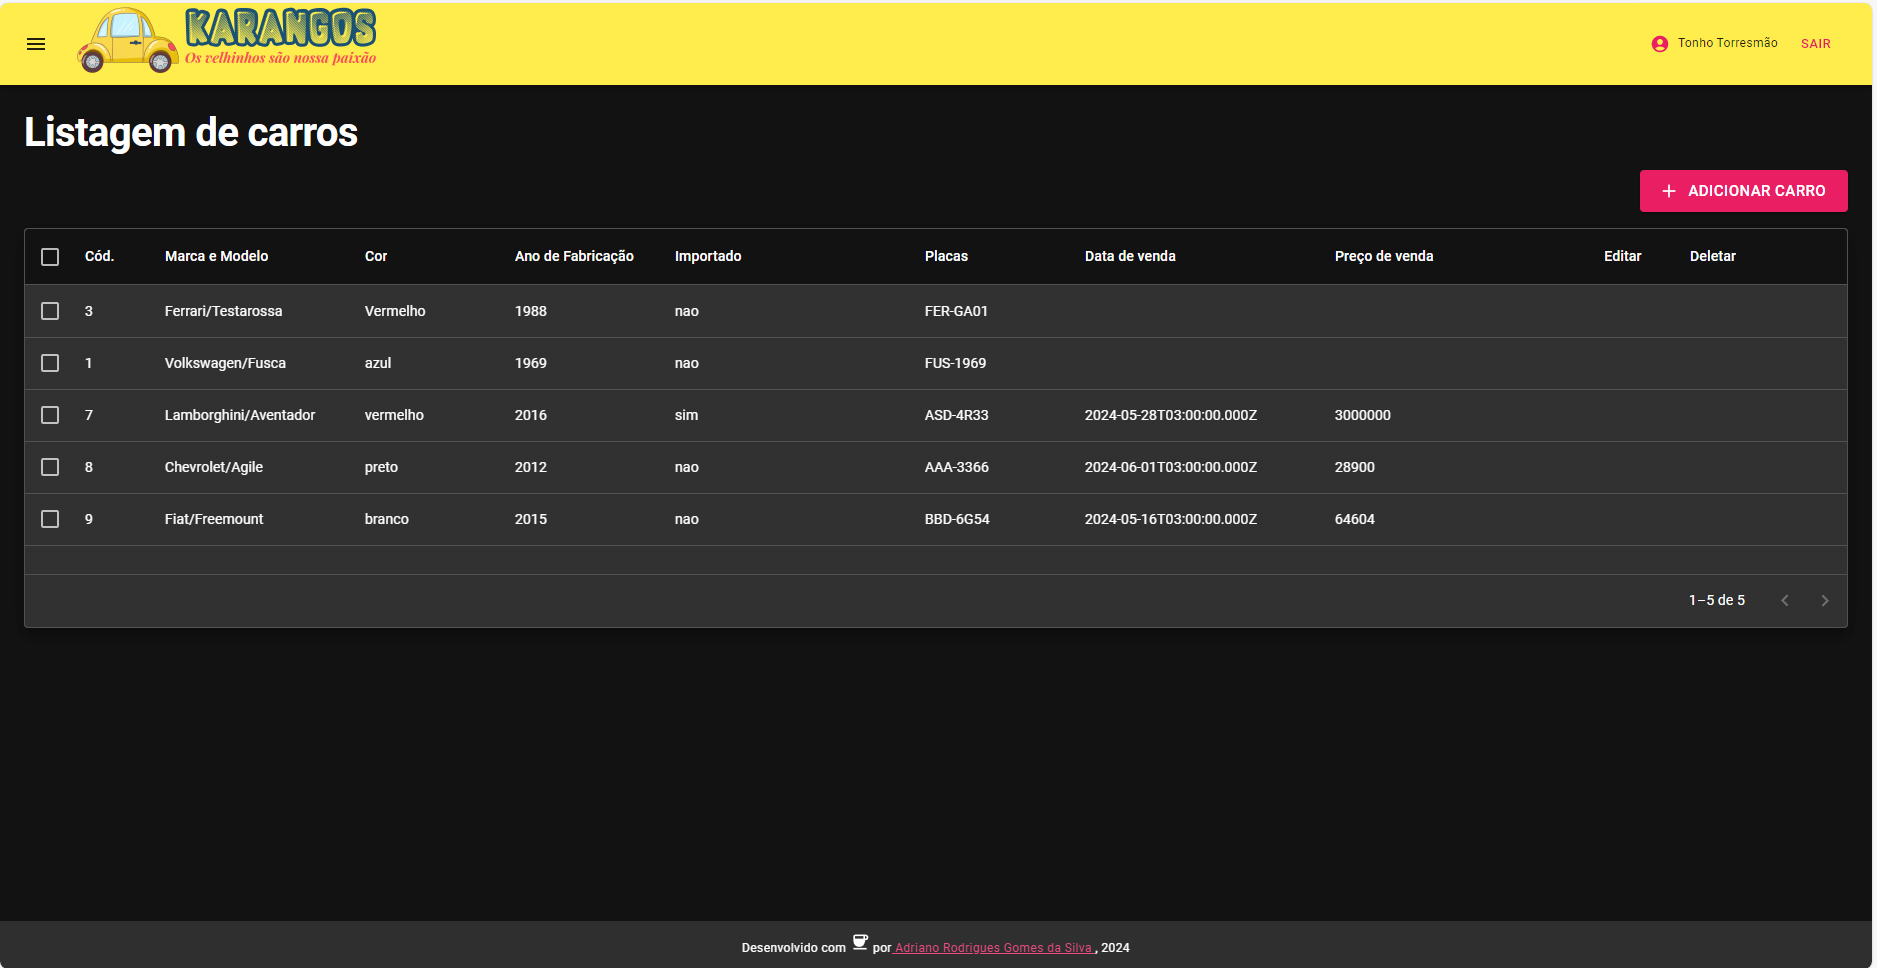 KARANGOS
Os velhinhos são nossa paixão
Tonho Torresmão SAIR
Listagem de carros
ADICIONAR CARRO
Cód. Marca e Modelo Cor Ano de Fabricação Importado Placas Data de venda Preço de venda Editar Deletar
3 Ferrari/Testarossa Vermelho 1988 nao FER-GA01
1 Volkswagen/Fusca azul 1969 nao FUS-1969
7 Lamborghini/Aventador vermelho 2016 sim ASD-4R33 2024-05-28T03:00:00.000Z 3000000
8 Chevrolet/Agile preto 2012 nao AAA-3366 2024-06-01T03:00:00.000Z 28900
9 Fiat/Freemount branco 2015 nao BBD-6G54 2024-05-16T03:00:00.000Z 64604
1–5 de 5
Desenvolvido com por Adriano Rodrigues Gomes da Silva , 2024